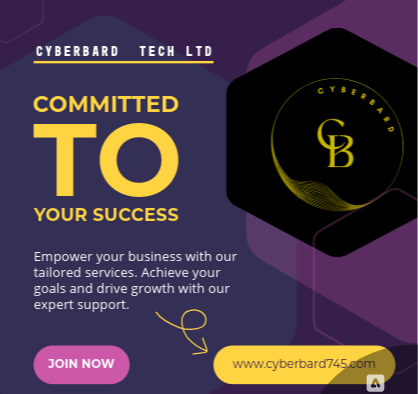 CYBERBARD TECH LTD
CYBERBARD
CB
COMMITTED
TO
YOUR SUCCESS
Empower your business with our
tailored services. Achieve your
goals and drive growth with our
expert support.
JOIN NOW
www.cyberbard745.com